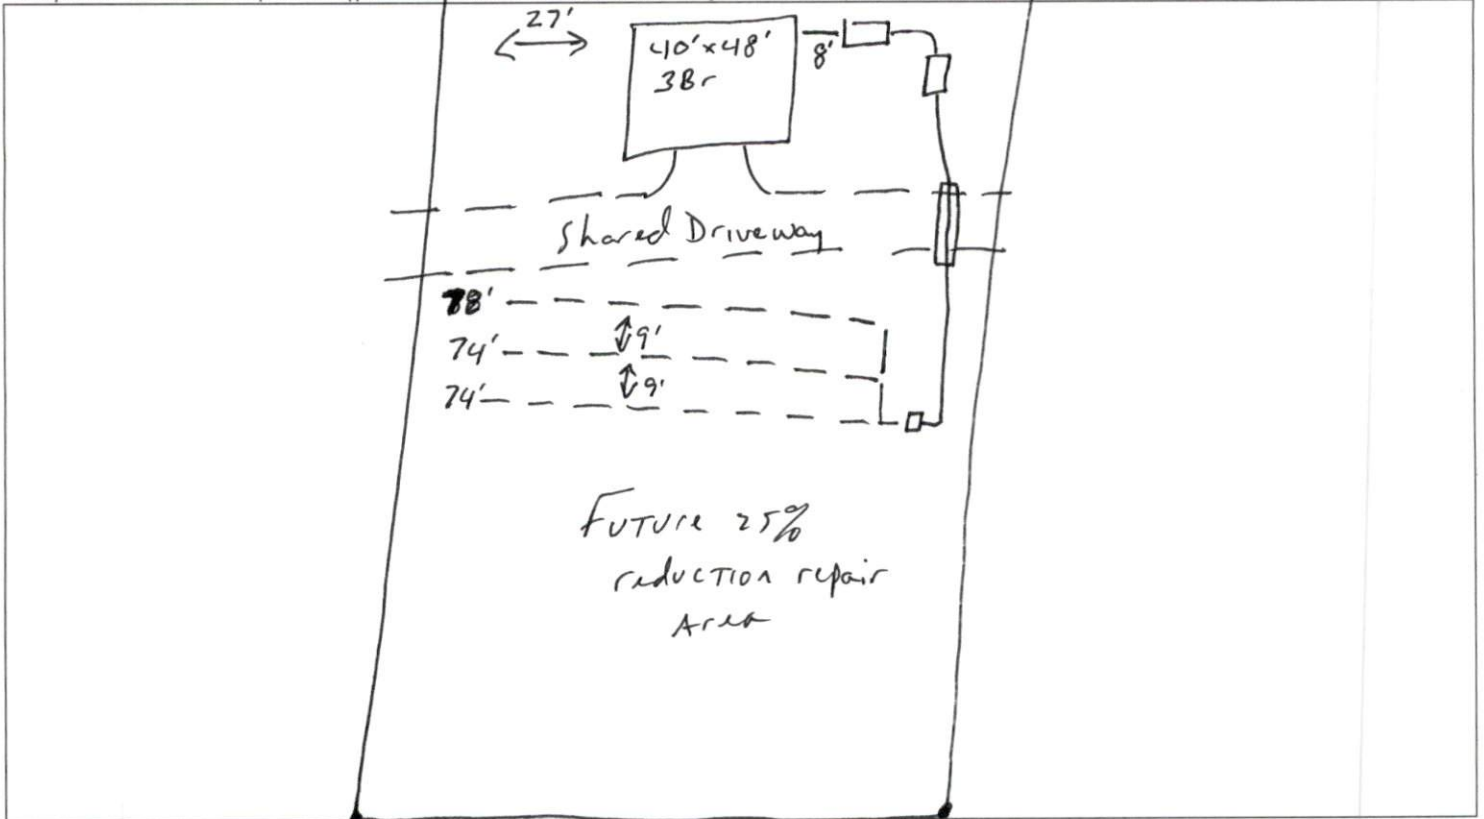 27'
40'x48'
3Br
8'
Shared Driveway
78'
9'
74'
9'
74'
Future 25%
reduction repair
Area